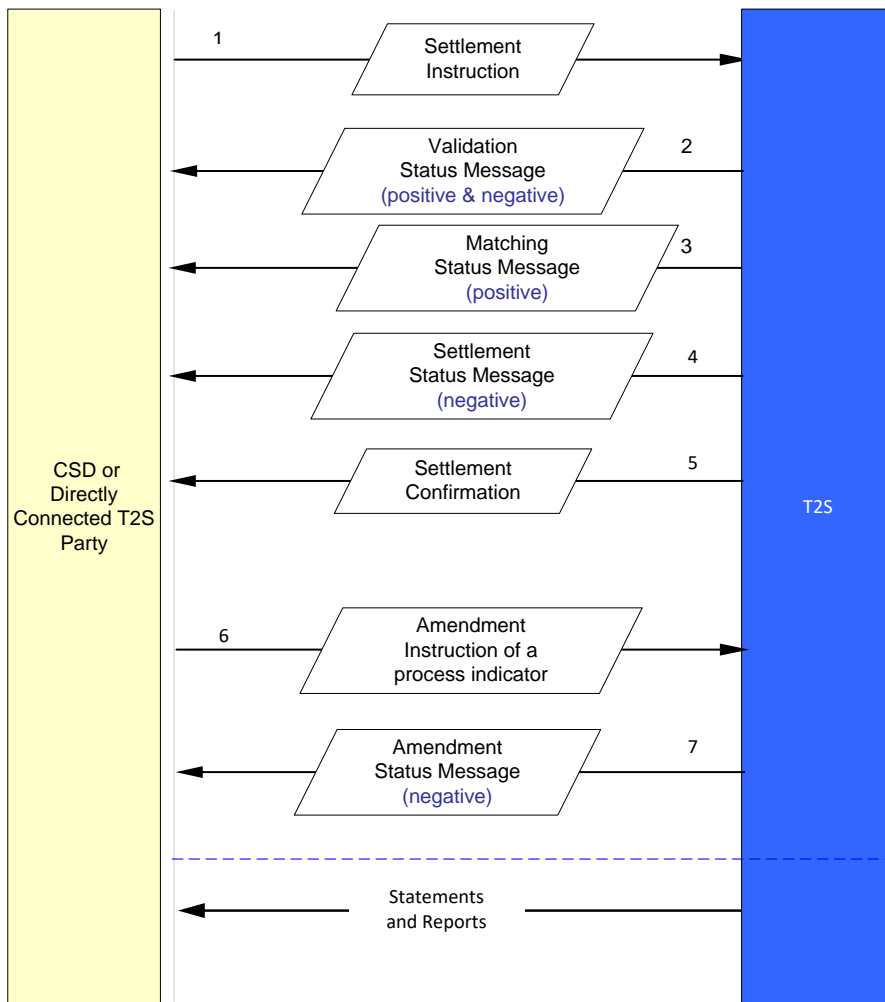 1
Settlement
Instruction
Validation
Status Message
(positive & negative)
2
Matching
Status Message
(positive)
3
Settlement
Status Message
(negative)
4
Settlement
Confirmation
5
CSD or
Directly
Connected T2S
Party
T2S
6
Amendment
Instruction of a
process indicator
Amendment
Status Message
(negative)
7
Statements
and Reports